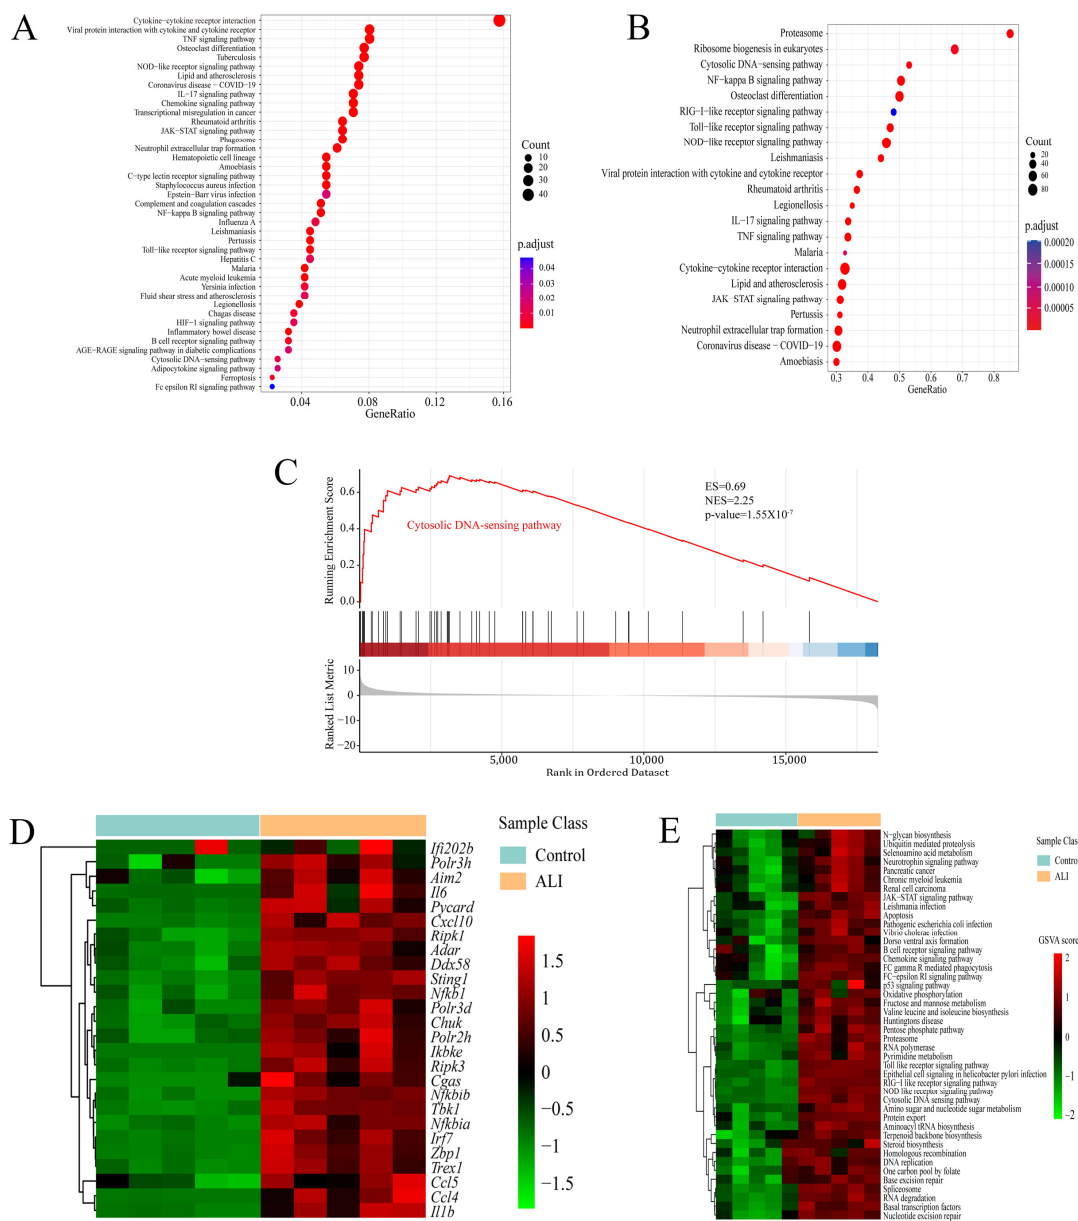 A
Cytokine−cytokine receptor interaction
Viral protein interaction with cytokine and cytokine receptor
TNF signaling pathway
Osteoclast differentiation
Tuberculosis
NOD−like receptor signaling pathway
Lipid and atherosclerosis
Coronavirus disease − COVID−19
IL−17 signaling pathway
Chemokine signaling pathway
Transcriptional misregulation in cancer
Rheumatoid arthritis
JAK−STAT signaling pathway
Phagosome
Neutrophil extracellular trap formation
Hematopoietic cell lineage
Amoebiasis
C−type lectin receptor signaling pathway
Staphylococcus aureus infection
Epstein−Barr virus infection
Complement and coagulation cascades
NF−kappa B signaling pathway
Influenza A
Leishmaniasis
Pertussis
Toll−like receptor signaling pathway
Hepatitis C
Malaria
Acute myeloid leukemia
Yersinia infection
Fluid shear stress and atherosclerosis
Legionellosis
Chagas disease
HIF−1 signaling pathway
Inflammatory bowel disease
B cell receptor signaling pathway
AGE−RAGE signaling pathway in diabetic complications
Cytosolic DNA−sensing pathway
Adipocytokine signaling pathway
Ferroptosis
Fc epsilon RI signaling pathway
0.04 0.08 0.12 0.16
GeneRatio
Count
10
20
30
40
p.adjust
0.04
0.03
0.02
0.01
B
Proteasome
Ribosome biogenesis in eukaryotes
Cytosolic DNA−sensing pathway
NF−kappa B signaling pathway
Osteoclast differentiation
RIG−I−like receptor signaling pathway
Toll−like receptor signaling pathway
NOD−like receptor signaling pathway
Leishmaniasis
Viral protein interaction with cytokine and cytokine receptor
Rheumatoid arthritis
Legionellosis
IL−17 signaling pathway
TNF signaling pathway
Malaria
Cytokine−cytokine receptor interaction
Lipid and atherosclerosis
JAK−STAT signaling pathway
Pertussis
Neutrophil extracellular trap formation
Coronavirus disease − COVID−19
Amoebiasis
0.3 0.4 0.5 0.6 0.7 0.8
GeneRatio
Count
20
40
60
80
p.adjust
0.00020
0.00015
0.00010
0.00005
C
Running Enrichment Score
0.6
0.4
0.2
0.0
Cytosolic DNA-sensing pathway
ES=0.69
NES=2.25
p-value=1.55X10⁻⁷
Ranked List Metric
10
0
−10
−20
5,000 10,000 15,000
Rank in Ordered Dataset
D
Ifi202b
Polr3h
Aim2
Il6
Pycard
Cxcl10
Ripk1
Adar
Ddx58
Sting1
Nfkb1
Polr3d
Chuk
Polr2h
Ikbke
Ripk3
Cgas
Nfkbib
Tbk1
Nfkbia
Irf7
Zbp1
Trex1
Ccl5
Ccl4
Il1b
Sample Class
Control
ALI
1.5
1
0.5
0
−0.5
−1
−1.5
E
N−glycan biosynthesis
Ubiquitin mediated proteolysis
Selenoamino acid metabolism
Neurotrophin signaling pathway
Pancreatic cancer
Chronic myeloid leukemia
Renal cell carcinoma
JAK−STAT signaling pathway
Leishmania infection
Apoptosis
Pathogenic escherichia coli infection
Vibrio cholerae infection
Dorso ventral axis formation
B cell receptor signaling pathway
Chemokine signaling pathway
FC gamma R mediated phagocytosis
FC−epsilon RI signaling pathway
p53 signaling pathway
Oxidative phosphorylation
Fructose and mannose metabolism
Valine leucine and isoleucine biosynthesis
Huntingtons disease
Pentose phosphate pathway
Proteasome
RNA polymerase
Pyrimidine metabolism
Toll like receptor signaling pathway
Epithelial cell signaling in helicobacter pylori infection
RIG−I like receptor signaling pathway
NOD like receptor signaling pathway
Cytosolic DNA sensing pathway
Amino sugar and nucleotide sugar metabolism
Protein export
Aminoacyl tRNA biosynthesis
Terpenoid backbone biosynthesis
Steroid biosynthesis
Homologous recombination
DNA replication
One carbon pool by folate
Base excision repair
Spliceosome
RNA degradation
Basal transcription factors
Nucleotide excision repair
Sample Clas
Contro
ALI
GSVA score
2
1
0
−1
−2